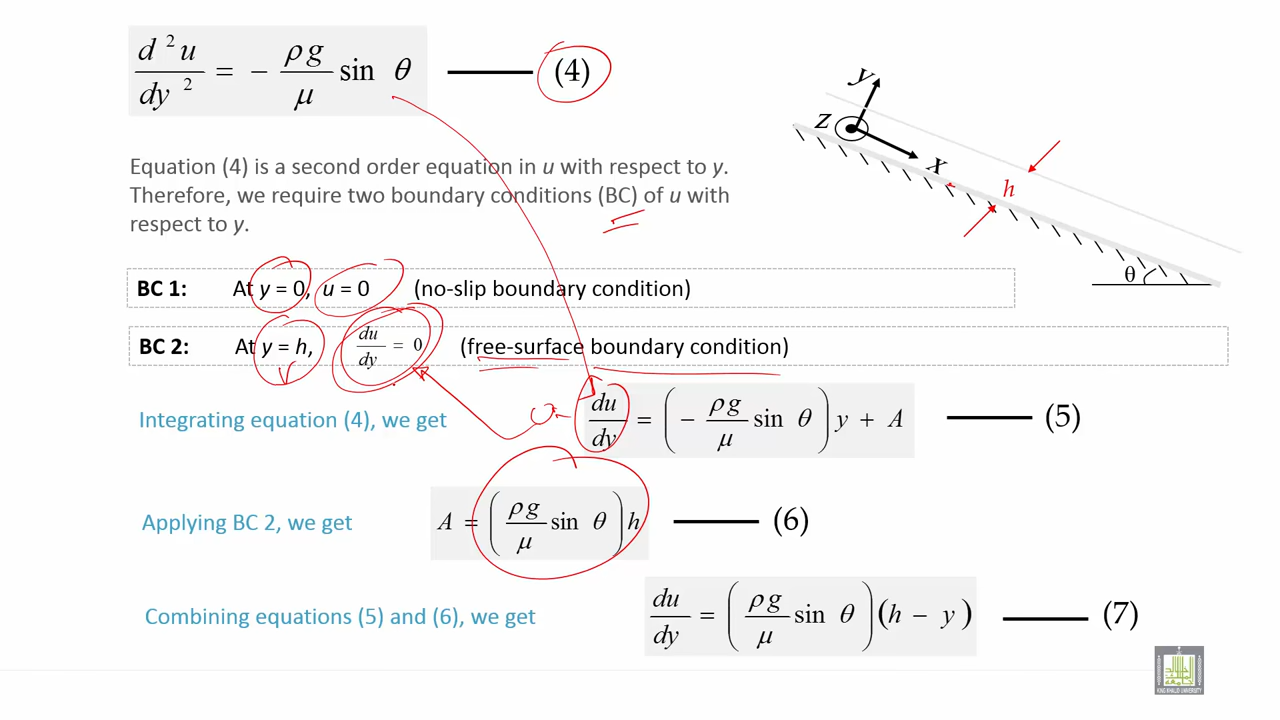 d²u/dy² = − ρg/μ sin θ (4)
Equation (4) is a second order equation in u with respect to y.
Therefore, we require two boundary conditions (BC) of u with
respect to y.
y
z
x
h
θ
BC 1: At y = 0, u = 0 (no-slip boundary condition)
BC 2: At y = h, du/dy = 0 (free-surface boundary condition)
Integrating equation (4), we get du/dy = (− ρg/μ sin θ) y + A (5)
Applying BC 2, we get A = (ρg/μ sin θ) h (6)
Combining equations (5) and (6), we get du/dy = (ρg/μ sin θ)(h − y) (7)
KING KHALID UNIVERSITY